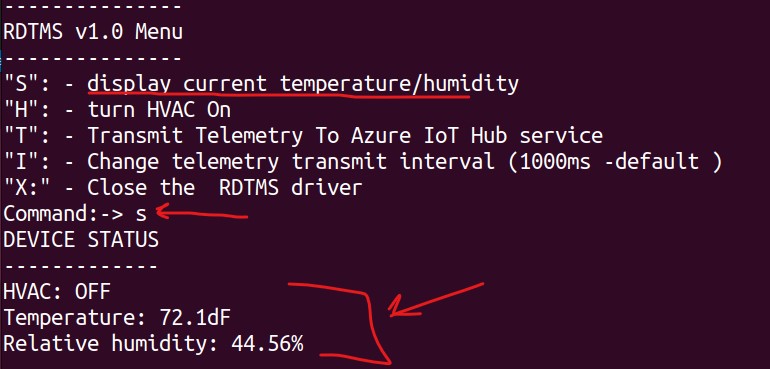 --------------
RDTMS v1.0 Menu
--------------
"S": - display current temperature/humidity
"H": - turn HVAC On
"T": - Transmit Telemetry To Azure IoT Hub service
"I": - Change telemetry transmit interval (1000ms -default )
"X:" - Close the  RDTMS driver
Command:-> s
DEVICE STATUS
------------
HVAC: OFF
Temperature: 72.1dF
Relative humidity: 44.56%